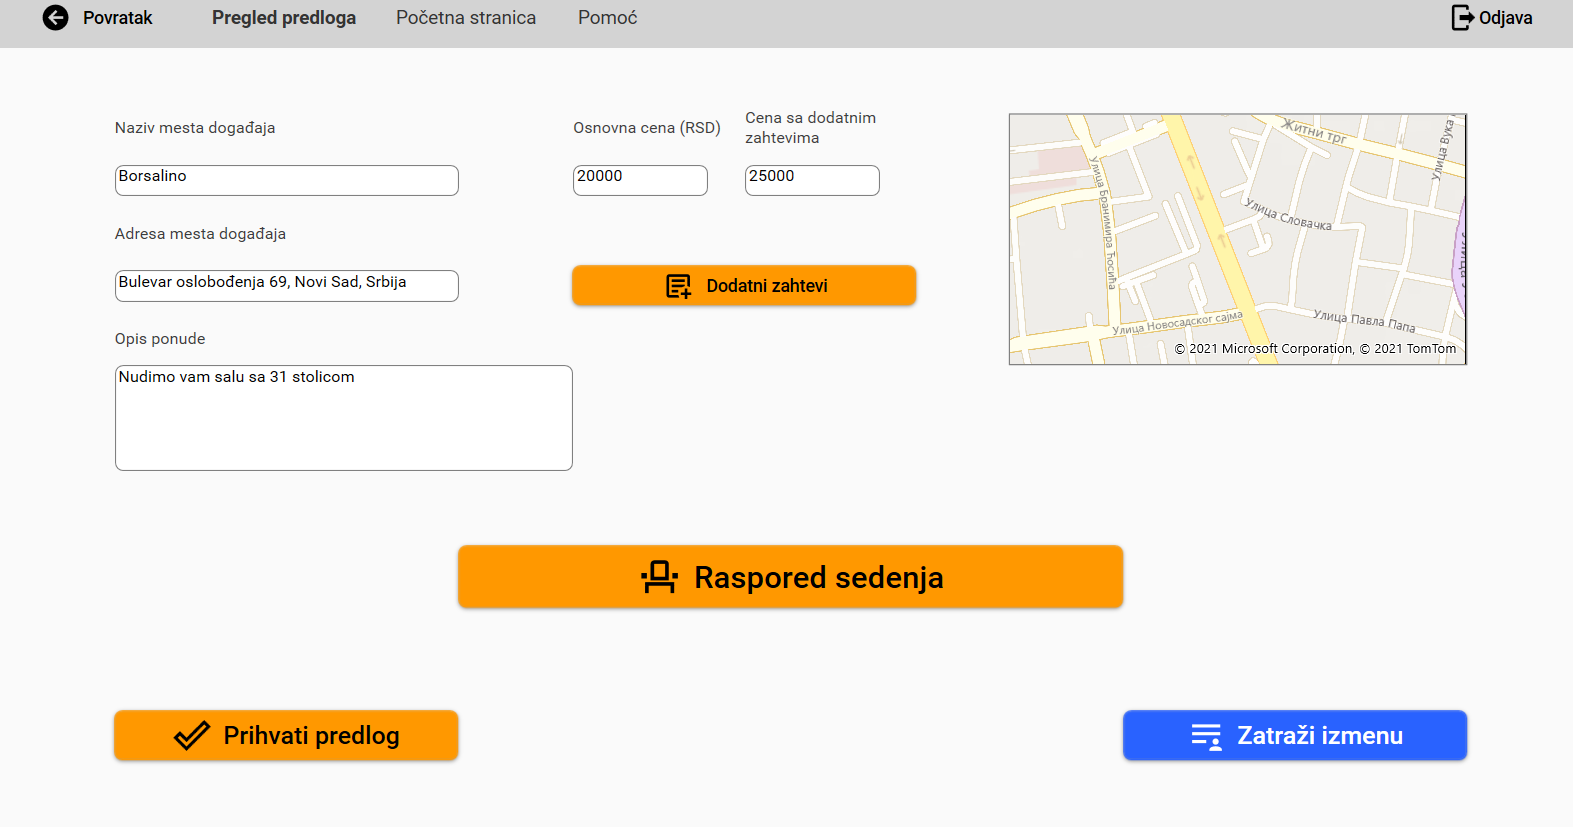 Povratak
Pregled predloga
Početna stranica
Pomoć
Odjava
Naziv mesta događaja
Borsalino
Osnovna cena (RSD)
20000
Cena sa dodatnim
zahtevima
25000
Adresa mesta događaja
Bulevar oslobođenja 69, Novi Sad, Srbija
Dodatni zahtevi
Opis ponude
Nudimo vam salu sa 31 stolicom
Житни трг
Улица Вука
Улица Бранимира Ћосића
Улица Словачка
Улица Новосадског сајма
Улица Павла Папа
© 2021 Microsoft Corporation, © 2021 TomTom
Raspored sedenja
Prihvati predlog
Zatraži izmenu